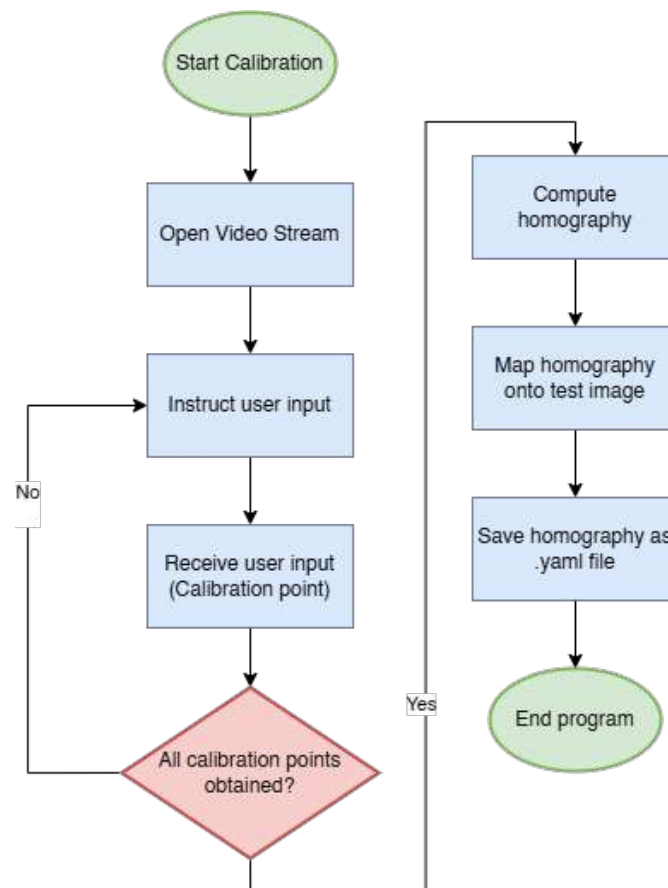 Start Calibration
Open Video Stream
Instruct user input
No
Receive user input
(Calibration point)
All calibration points
obtained?
Yes
Compute
homography
Map homography
onto test image
Save homography as
.yaml file
End program